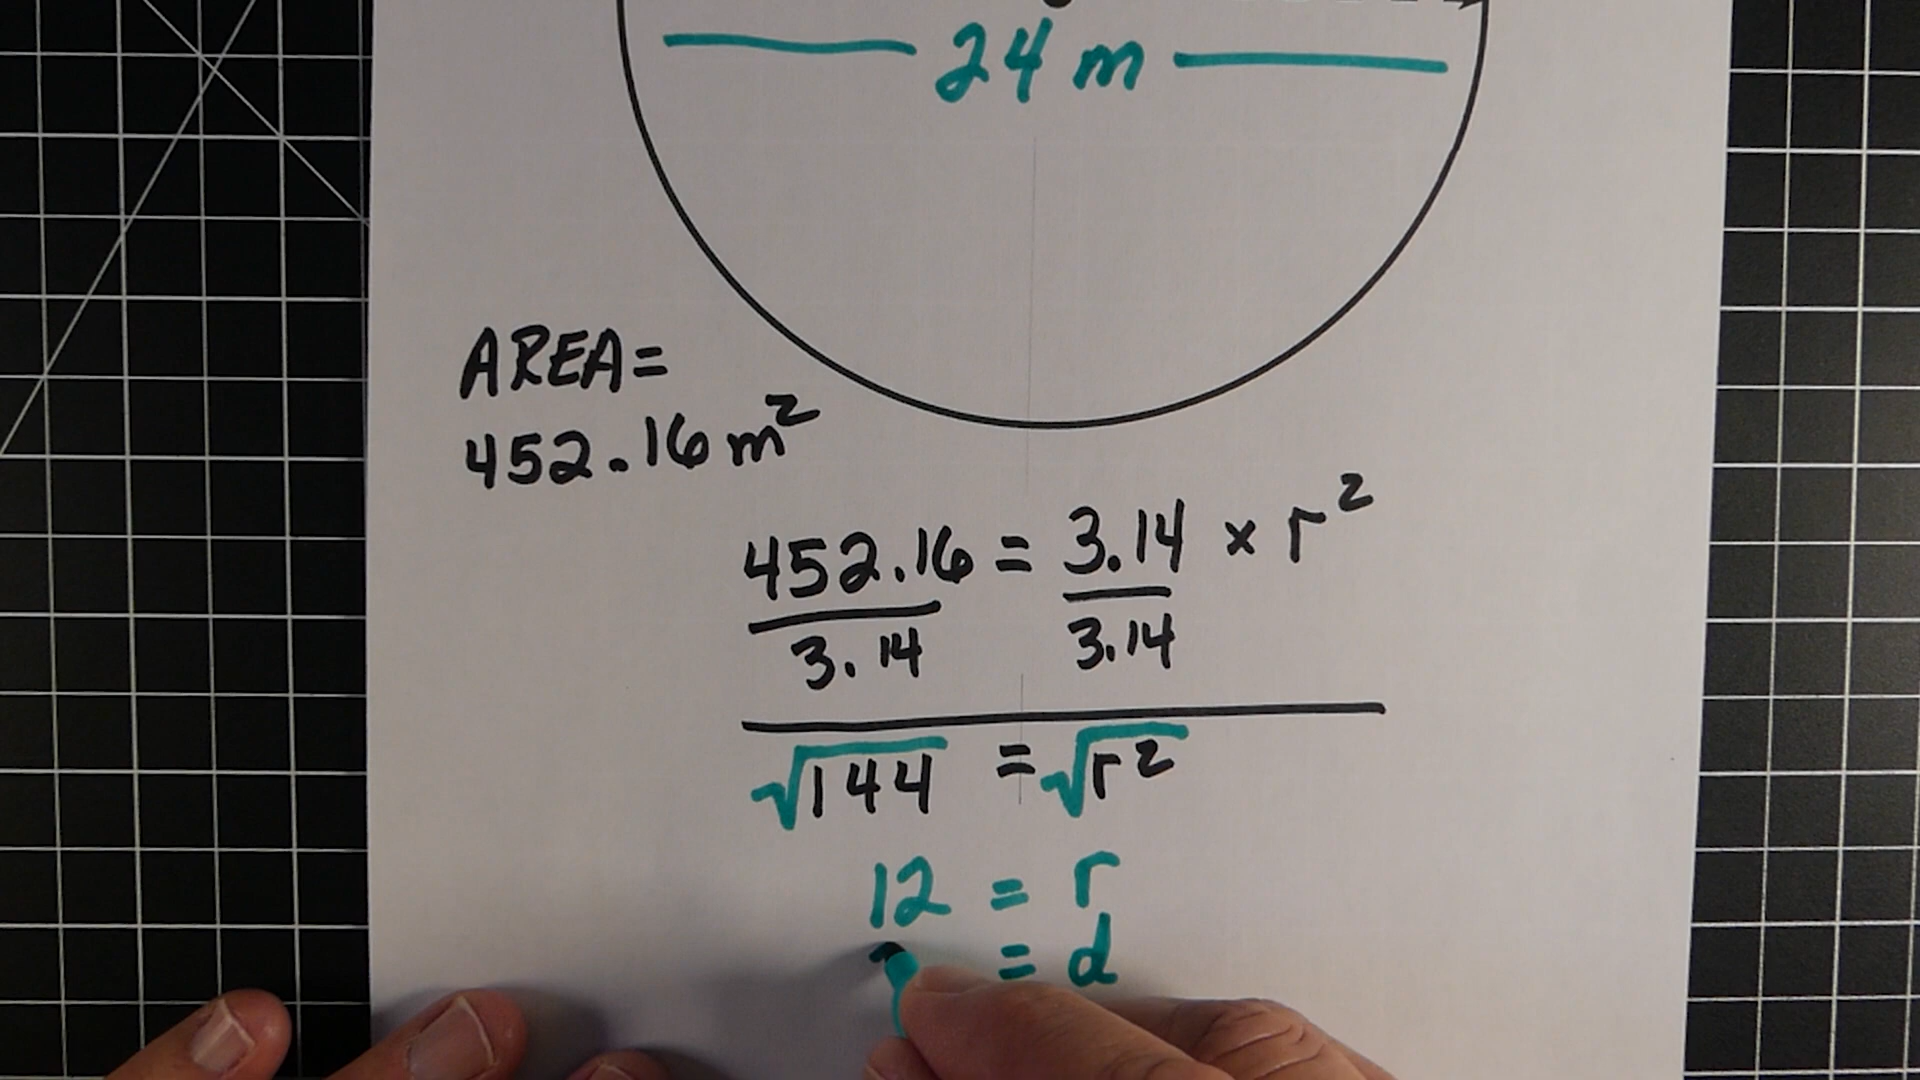 24 m
AREA=
452.16 m²
452.16 = 3.14 × r²
3.14 3.14
√144 = √r²
12 = r
= d